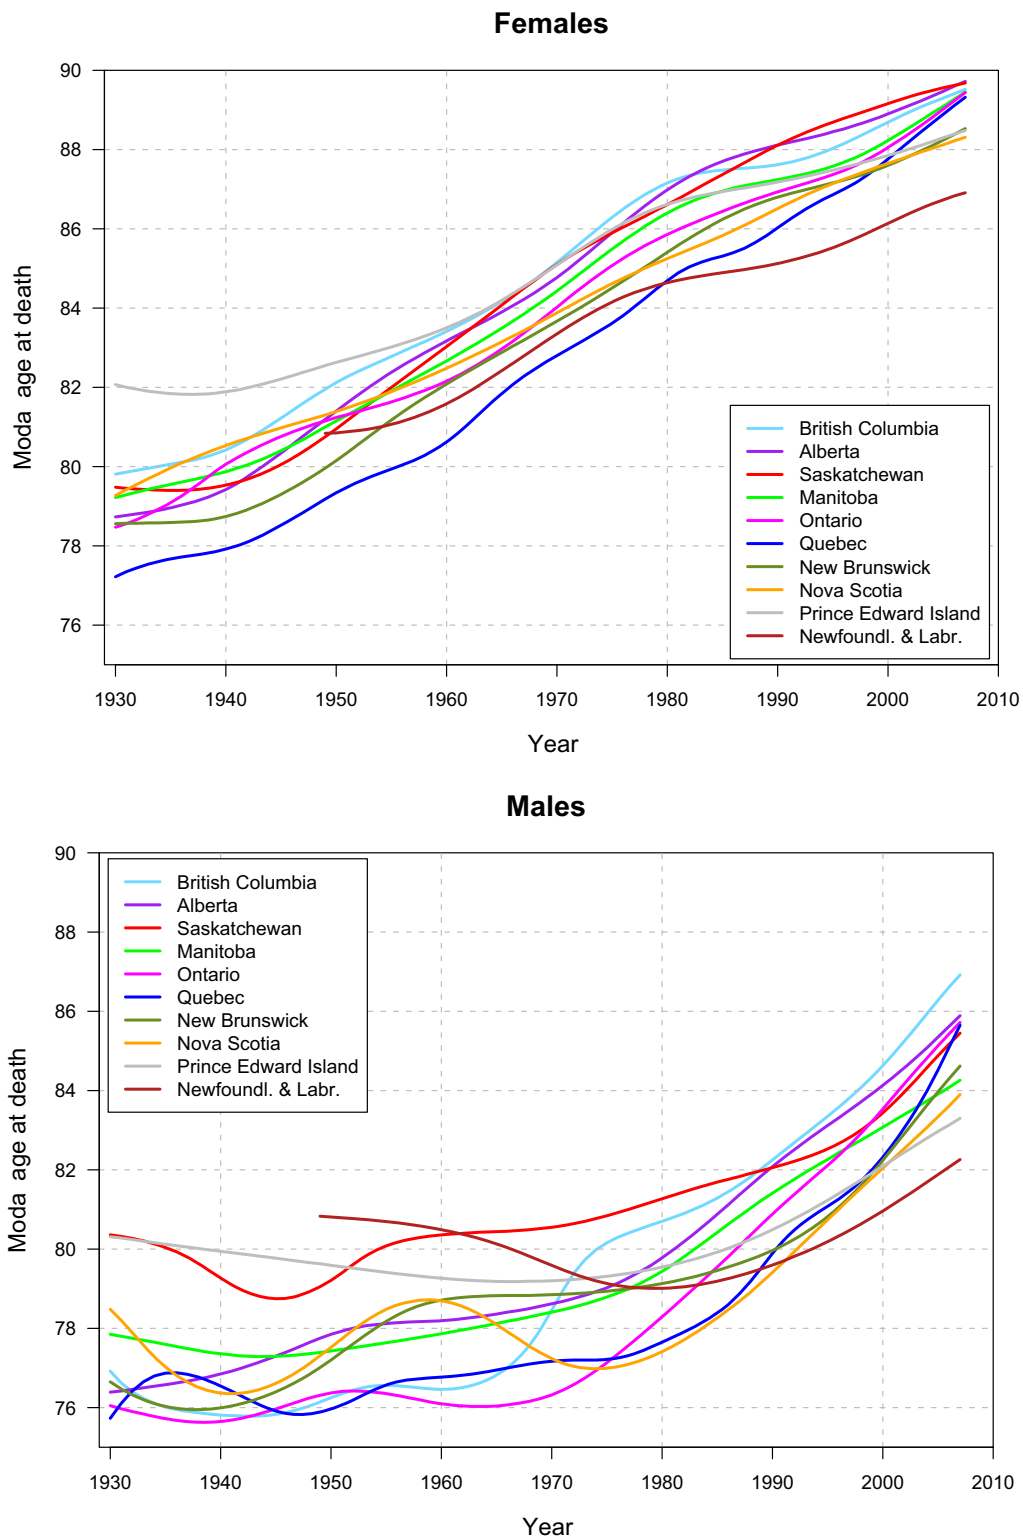 Females
90
88
86
84
82
80
78
76
Moda age at death
British Columbia
Alberta
Saskatchewan
Manitoba
Ontario
Quebec
New Brunswick
Nova Scotia
Prince Edward Island
Newfoundl. & Labr.
1930 1940 1950 1960 1970 1980 1990 2000 2010
Year
Males
90
88
86
84
82
80
78
76
Moda age at death
British Columbia
Alberta
Saskatchewan
Manitoba
Ontario
Quebec
New Brunswick
Nova Scotia
Prince Edward Island
Newfoundl. & Labr.
1930 1940 1950 1960 1970 1980 1990 2000 2010
Year